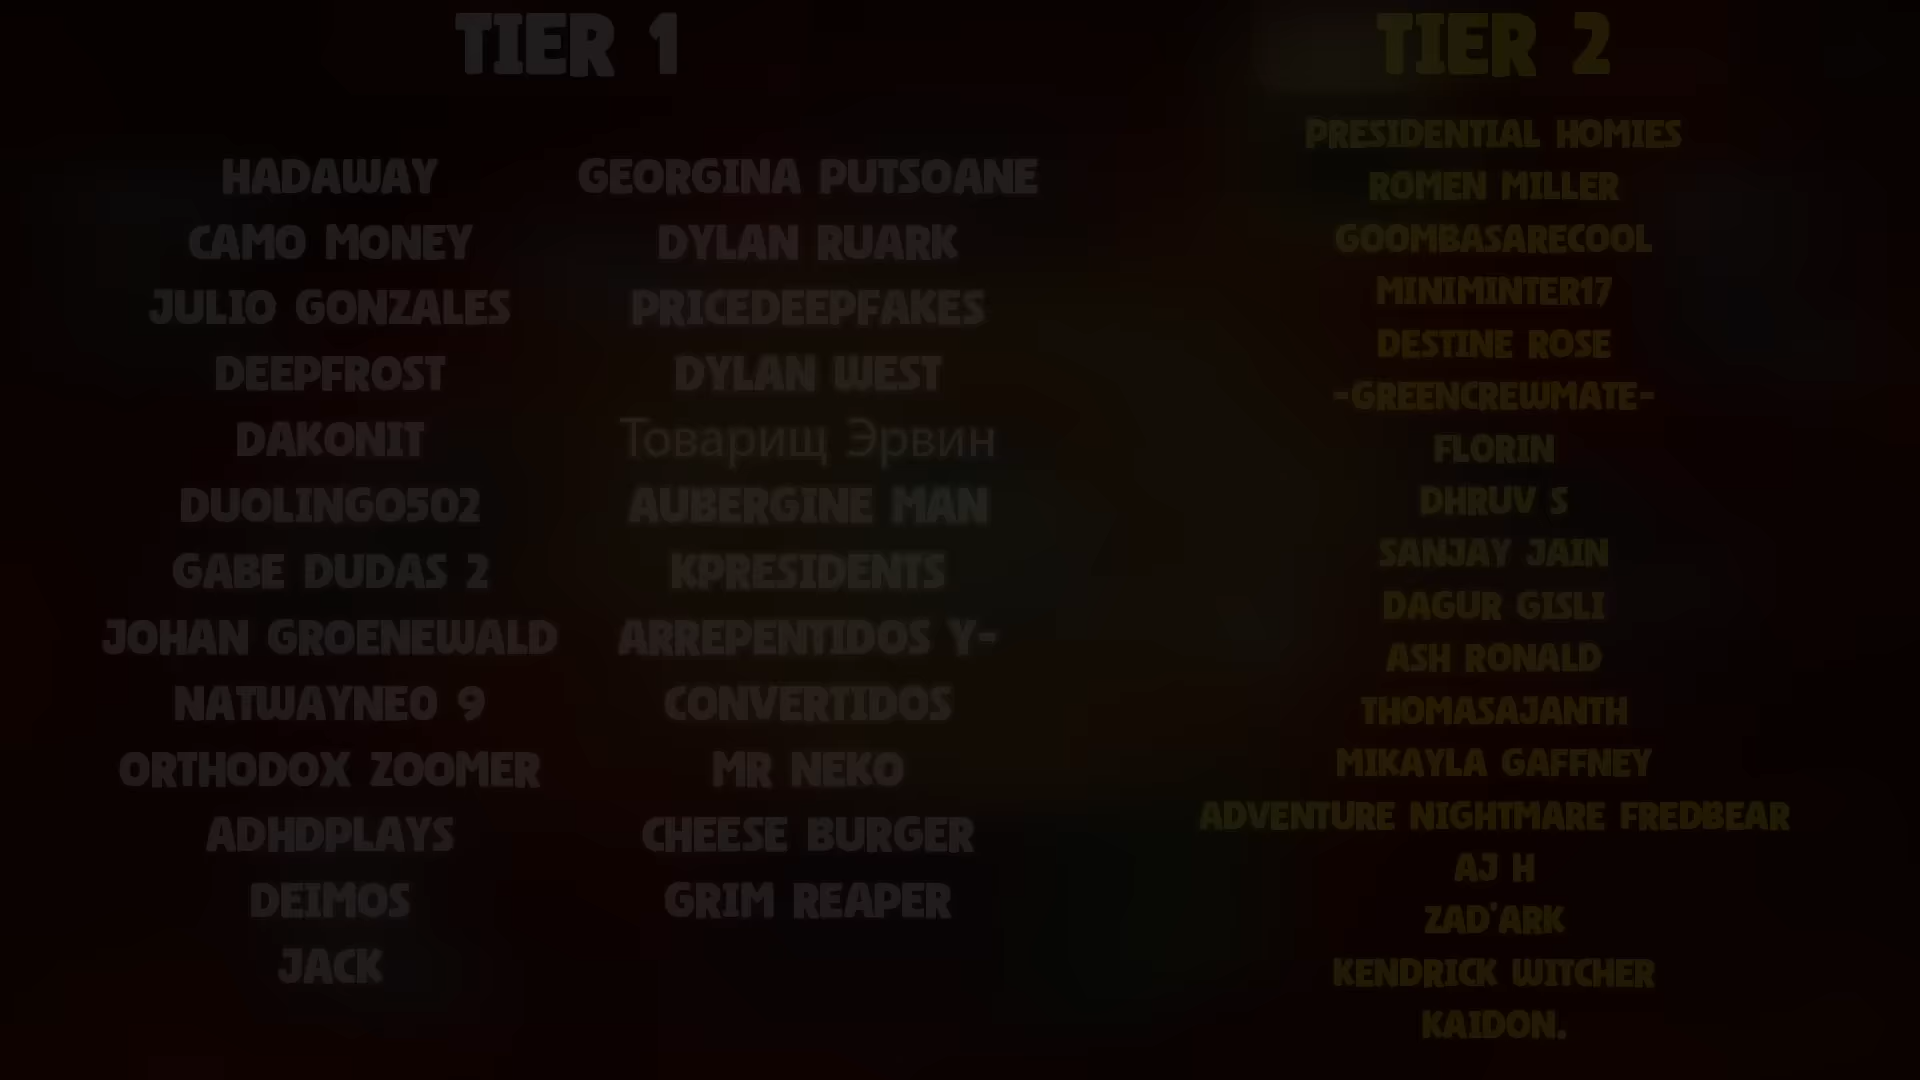 TIER 1
HADAWAY
CAMO MONEY
JULIO GONZALES
DEEPFROST
DAKONIT
DUOLINGO502
GABE DUDAS 2
JOHAN GROENEWALD
NATWAYNEO 9
ORTHODOX ZOOMER
ADHDPLAYS
DEIMOS
JACK
GEORGINA PUTSOANE
DYLAN RUARK
PRICEDEEPFAKES
DYLAN WEST
Товарищ Эрвин
AUBERGINE MAN
KPRESIDENTS
ARREPENTIDOS Y-
CONVERTIDOS
MR NEKO
CHEESE BURGER
GRIM REAPER
TIER 2
PRESIDENTIAL HOMIES
ROMEN MILLER
GOOMBASARECOOL
MINIMINTER17
DESTINE ROSE
-GREENCREWMATE-
FLORIN
DHRUV S
SANJAY JAIN
DAGUR GISLI
ASH RONALD
THOMASAJANTH
MIKAYLA GAFFNEY
ADVENTURE NIGHTMARE FREDBEAR
AJ H
ZAD'ARK
KENDRICK WITCHER
KAIDON.